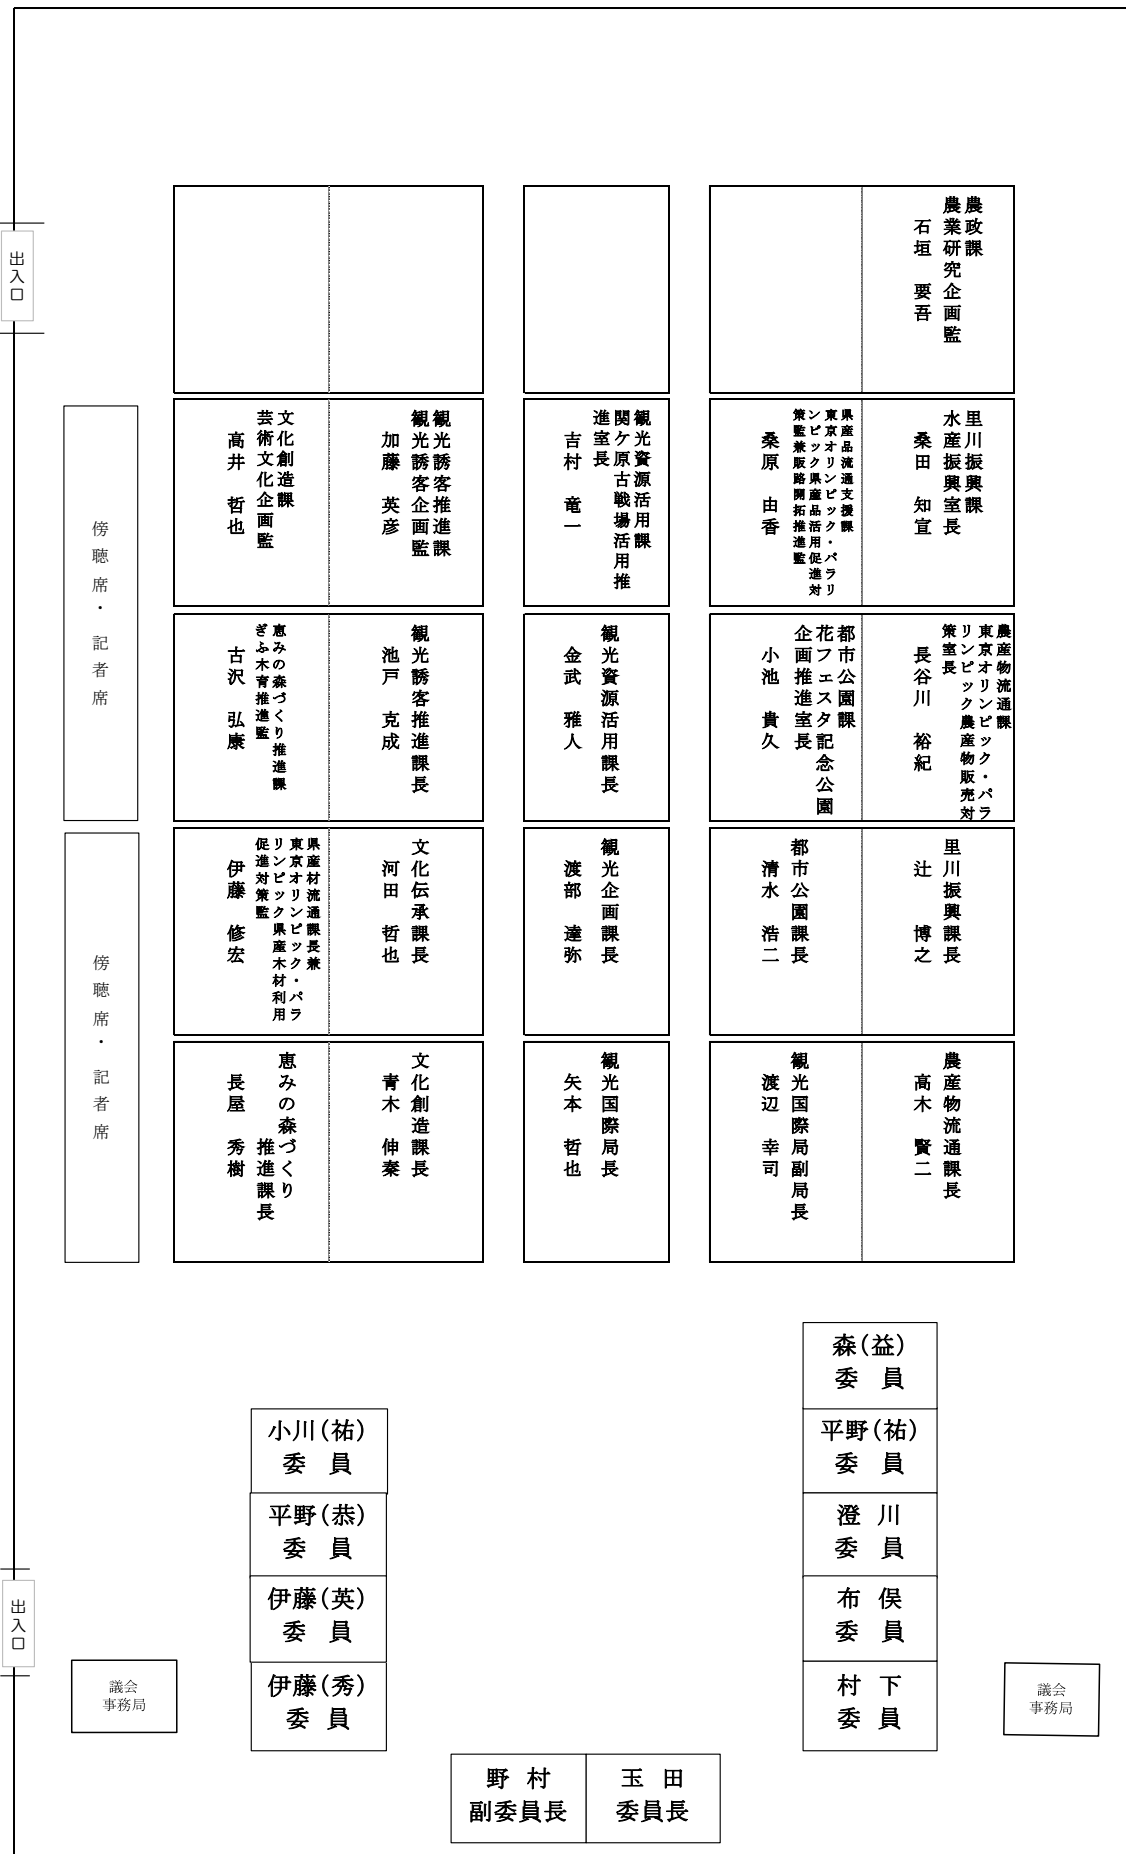 農政課
農業研究企画監
石垣　要吾
出入口
文化創造課
芸術文化企画監
高井　哲也
観光誘客推進課
観光誘客企画監
加藤　英彦
観光資源活用課
関ケ原古戦場活用推
進室長
吉村　竜一
県産品流通支援課
東京オリンピック・パラリ
ンピック県産品活用促進対
策監兼販路開拓推進監
桑原　由香
里川振興課
水産振興室長
桑田　知宣
傍聴席・記者席
恵みの森づくり推進課
ぎふ木育推進監
古沢　弘康
観光誘客推進課長
池戸　克成
観光資源活用課長
金武　雅人
都市公園課
花フェスタ記念公園
企画推進室長
小池　貴久
農産物流通課
東京オリンピック・パラ
リンピック農産物販売対
策室長
長谷川　裕紀
傍聴席・記者席
県産材流通課長兼
東京オリンピック・パラ
リンピック県産木材利用
促進対策監
伊藤　修宏
文化伝承課長
河田　哲也
観光企画課長
渡部　達弥
都市公園課長
清水　浩二
里川振興課長
辻　博之
恵みの森づくり
推進課長
長屋　秀樹
文化創造課長
青木　伸泰
観光国際局長
矢本　哲也
観光国際局副局長
渡辺　幸司
農産物流通課長
高木　賢二
森(益)
委　員
小川(祐)
委　員
平野(祐)
委　員
平野(恭)
委　員
澄　川
委　員
出入口
伊藤(英)
委　員
布　俣
委　員
議会
事務局
伊藤(秀)
委　員
村　下
委　員
議会
事務局
野　村
副委員長
玉　田
委員長